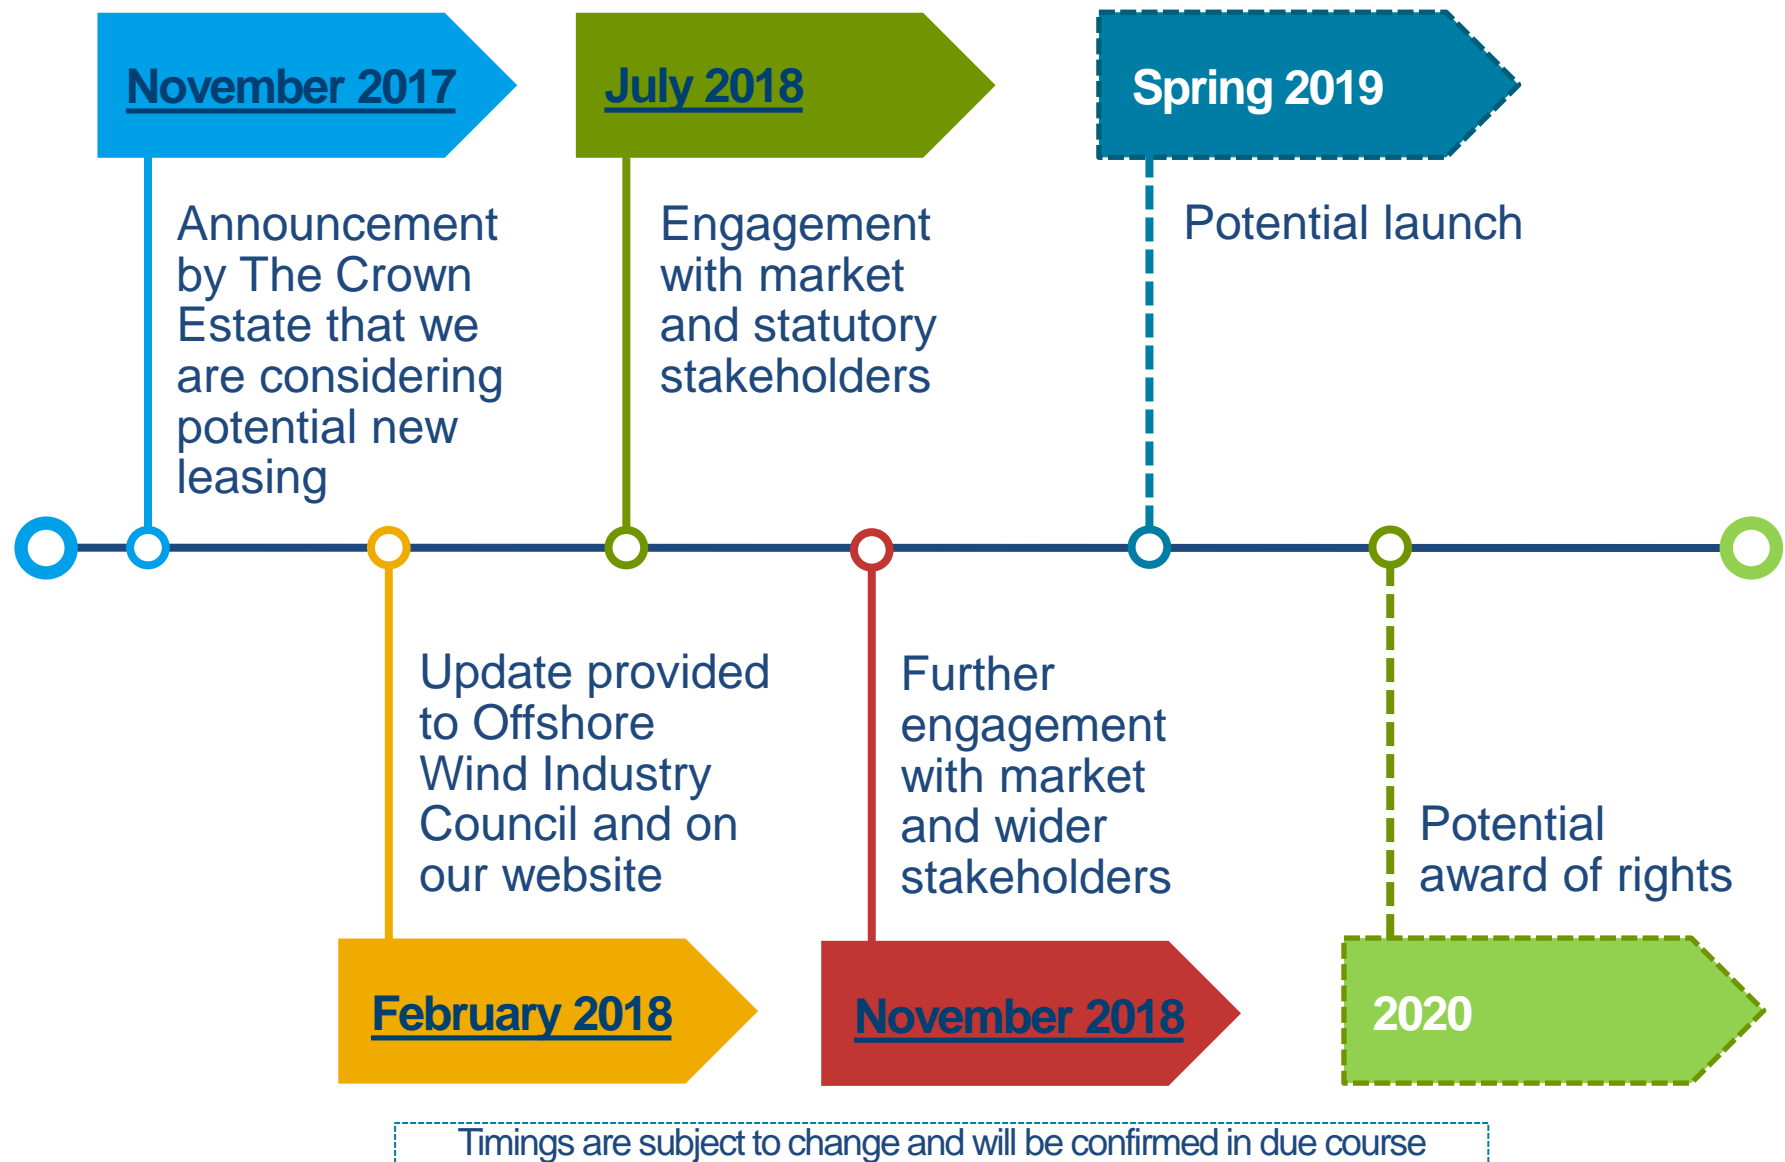 November 2017
Announcement
by The Crown
Estate that we
are considering
potential new
leasing
February 2018
Update provided
to Offshore
Wind Industry
Council and on
our website
July 2018
Engagement
with market
and statutory
stakeholders
November 2018
Further
engagement
with market
and wider
stakeholders
Spring 2019
Potential launch
2020
Potential
award of rights
Timings are subject to change and will be confirmed in due course